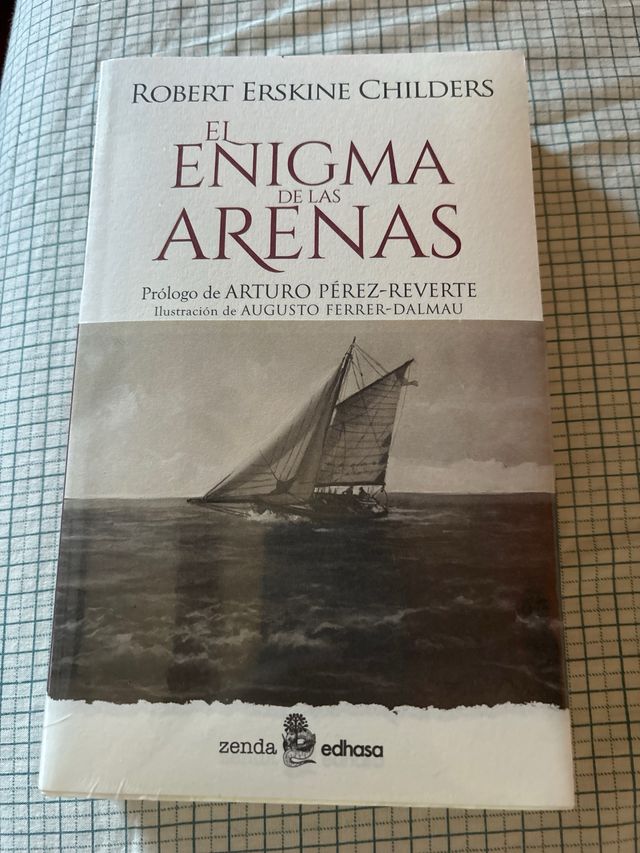 ROBERT ERSKINE CHILDERS
EL
ENIGMA
DE LAS
ARENAS
Prólogo de ARTURO PÉREZ-REVERTE
Ilustración de AUGUSTO FERRER-DALMAU
zenda edhasa